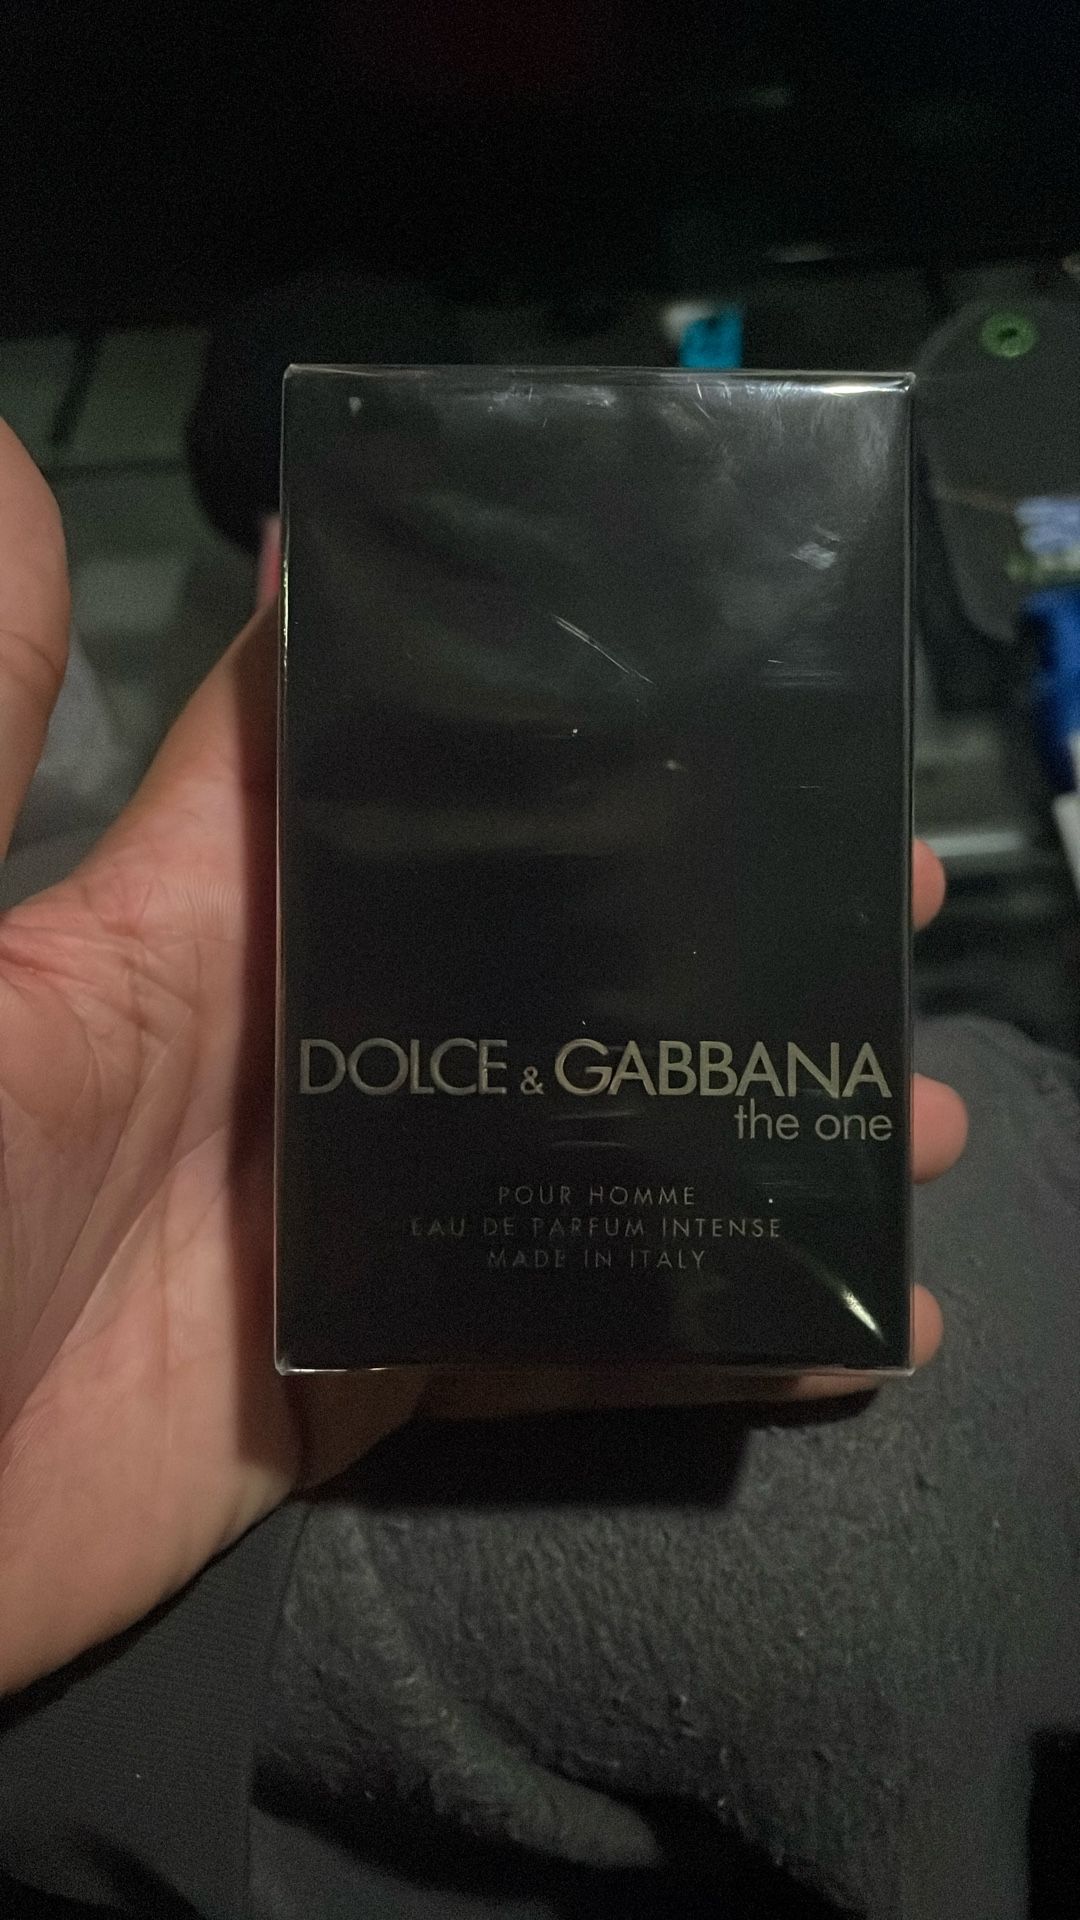 DOLCE & GABBANA
the one
POUR HOMME
EAU DE PARFUM INTENSE
MADE IN ITALY